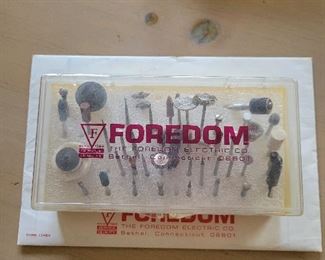 F
FOREDOM
THE FOREDOM ELECTRIC CO.
Bethel, Connecticut 06801
FOREDOM
THE FOREDOM ELECTRIC CO.
Bethel, Connecticut 06801